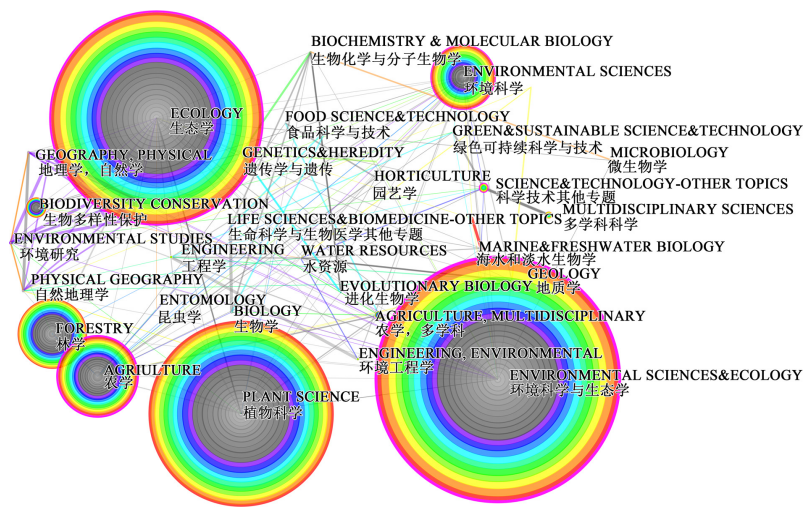 BIOCHEMISTRY & MOLECULAR BIOLOGY
生物化学与分子生物学
ENVIRONMENTAL SCIENCES
环境科学
ECOLOGY
生态学
FOOD SCIENCE&TECHNOLOGY
食品科学与技术
GREEN&SUSTAINABLE SCIENCE&TECHNOLOGY
绿色可持续科学与技术
GEOGRAPHY, PHYSICAL
地理学，自然学
GENETICS&HEREDITY
遗传学与遗传
MICROBIOLOGY
微生物学
HORTICULTURE
园艺学
SCIENCE&TECHNOLOGY-OTHER TOPICS
科学技术其他专题
BIODIVERSITY CONSERVATION
生物多样性保护
LIFE SCIENCES&BIOMEDICINE-OTHER TOPICS
生命科学与生物医学其他专题
MULTIDISCIPLINARY SCIENCES
多学科科学
ENVIRONMENTAL STUDIES
环境研究
ENGINEERING
工程学
WATER RESOURCES
水资源
MARINE&FRESHWATER BIOLOGY
海水和淡水生物学
GEOLOGY
地质学
PHYSICAL GEOGRAPHY
自然地理学
EVOLUTIONARY BIOLOGY
进化生物学
ENTOMOLOGY
昆虫学
BIOLOGY
生物学
AGRICULTURE, MULTIDISCIPLINARY
农学，多学科
FORESTRY
林学
ENGINEERING, ENVIRONMENTAL
环境工程学
AGRIULTURE
农学
ENVIRONMENTAL SCIENCES&ECOLOGY
环境科学与生态学
PLANT SCIENCE
植物科学